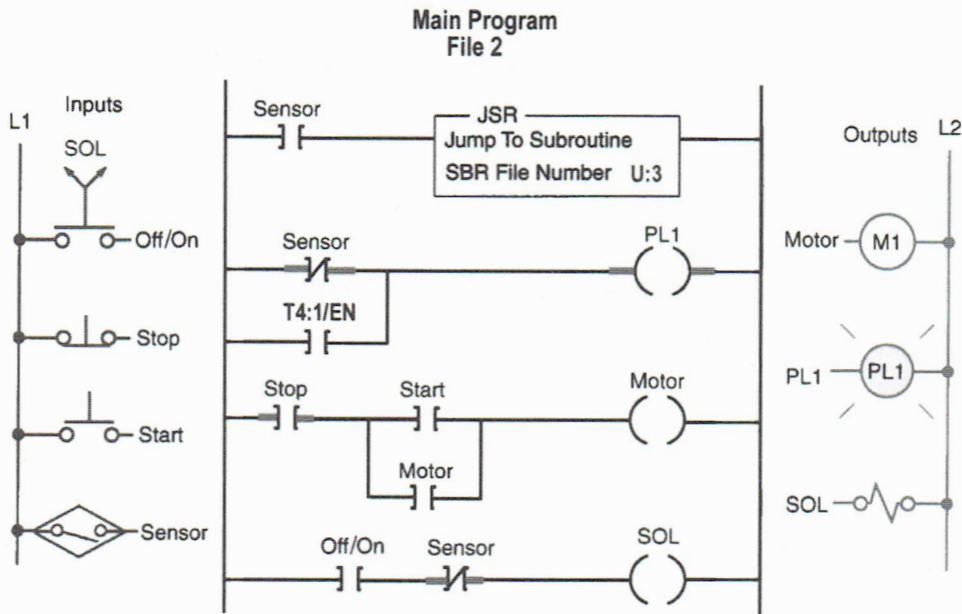 Main Program
File 2
Inputs
L1
SOL
Off/On
Stop
Start
Sensor
Sensor
JSR
Jump To Subroutine
SBR File Number U:3
Sensor
PL1
T4:1/EN
Stop
Start
Motor
Motor
Off/On
Sensor
SOL
Outputs
L2
Motor
M1
PL1
PL1
SOL